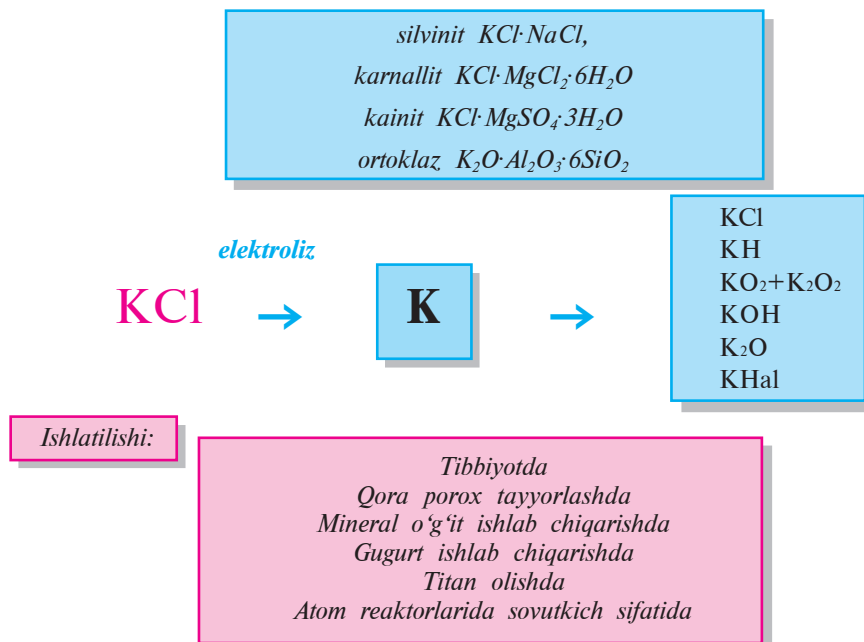 silvinit KCl·NaCl,
karnallit KCl·MgCl₂·6H₂O
kainit KCl·MgSO₄·3H₂O
ortoklaz K₂O·Al₂O₃·6SiO₂
elektroliz
KCl → K →
KCl
KH
KO₂+K₂O₂
KOH
K₂O
KHal
Ishlatilishi:
Tibbiyotda
Qora porox tayyorlashda
Mineral o‘g‘it ishlab chiqarishda
Gugurt ishlab chiqarishda
Titan olishda
Atom reaktorlarida sovutkich sifatida